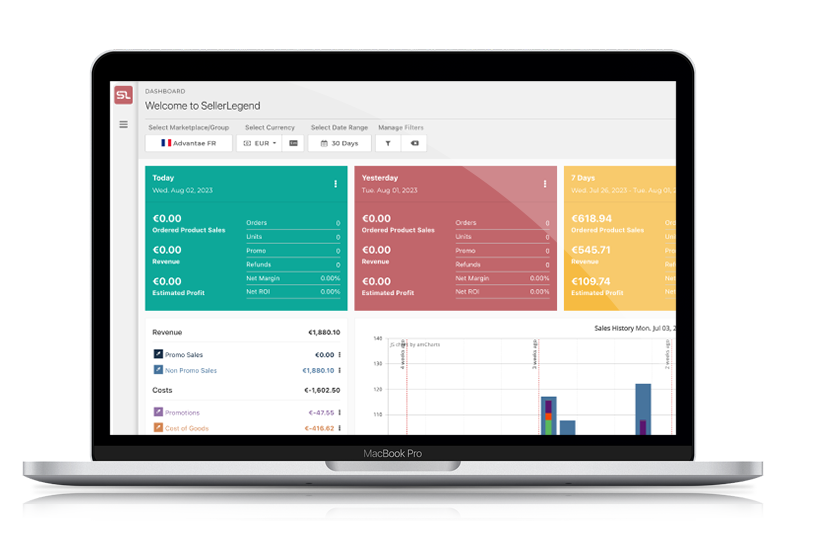 SL
DASHBOARD
Welcome to SellerLegend
Select Marketplace/Group Select Currency Select Date Range Manage Filters
Advantae FR EUR 30 Days
Today
Wed. Aug 02, 2023
€0.00
Ordered Product Sales
€0.00
Revenue
€0.00
Estimated Profit
Orders 0
Units 0
Promo 0
Refunds 0
Net Margin 0.00%
Net ROI 0.00%
Yesterday
Tue. Aug 01, 2023
€0.00
Ordered Product Sales
€0.00
Revenue
€0.00
Estimated Profit
Orders 0
Units 0
Promo 0
Refunds 0
Net Margin 0.00%
Net ROI 0.00%
7 Days
Wed. Jul 26, 2023 - Tue. Aug 01, 2
€618.94
Ordered Product Sales
€545.71
Revenue
€109.74
Estimated Profit
Ord
Uni
Pro
Ref
Net
Net
Revenue €1,880.10
Promo Sales €0.00
Non Promo Sales €1,880.10
Costs €-1,602.50
Promotions €-47.55
Cost of Goods €-416.62
Sales History Mon. Jul 03, 2
JS chart by amCharts
140
130
120
110
4 weeks ago
3 weeks ago
2 weeks ago
MacBook Pro